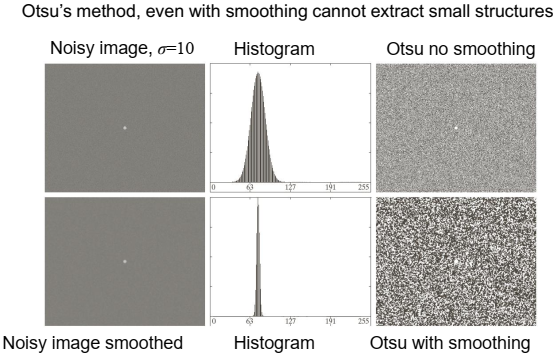 Otsu's method, even with smoothing cannot extract small structures
Noisy image, σ=10 Histogram Otsu no smoothing
0 63 127 191 255
0 63 127 191 255
Noisy image smoothed Histogram Otsu with smoothing